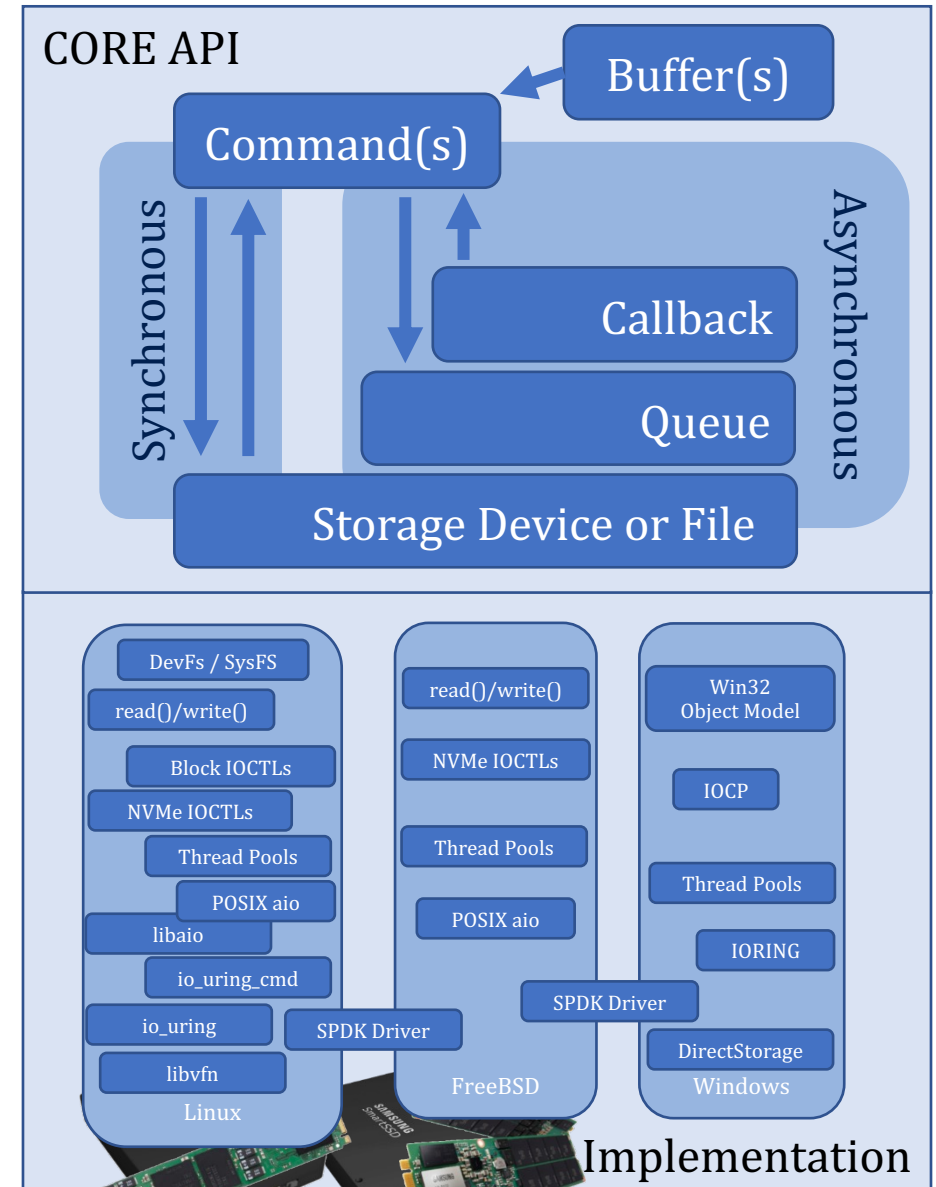 CORE API
Buffer(s)
Command(s)
Synchronous
Asynchronous
Callback
Queue
Storage Device or File
DevFs / SysFS
read()/write()
Block IOCTLs
NVMe IOCTLs
Thread Pools
POSIX aio
libaio
io_uring_cmd
io_uring
libvfn
Linux
SPDK Driver
read()/write()
NVMe IOCTLs
Thread Pools
POSIX aio
FreeBSD
SPDK Driver
Win32
Object Model
IOCP
Thread Pools
IORING
DirectStorage
Windows
SAMSUNG
SmartSSD
Implementation